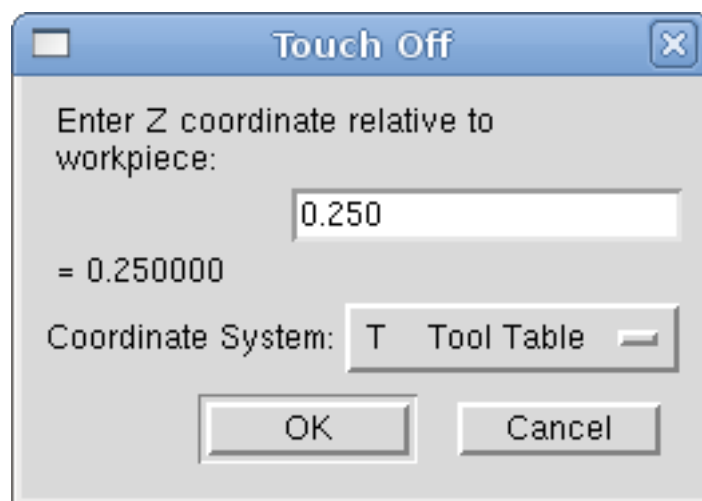 Touch Off
Enter Z coordinate relative to
workpiece:
0.250
= 0.250000
Coordinate System: T Tool Table
OK Cancel